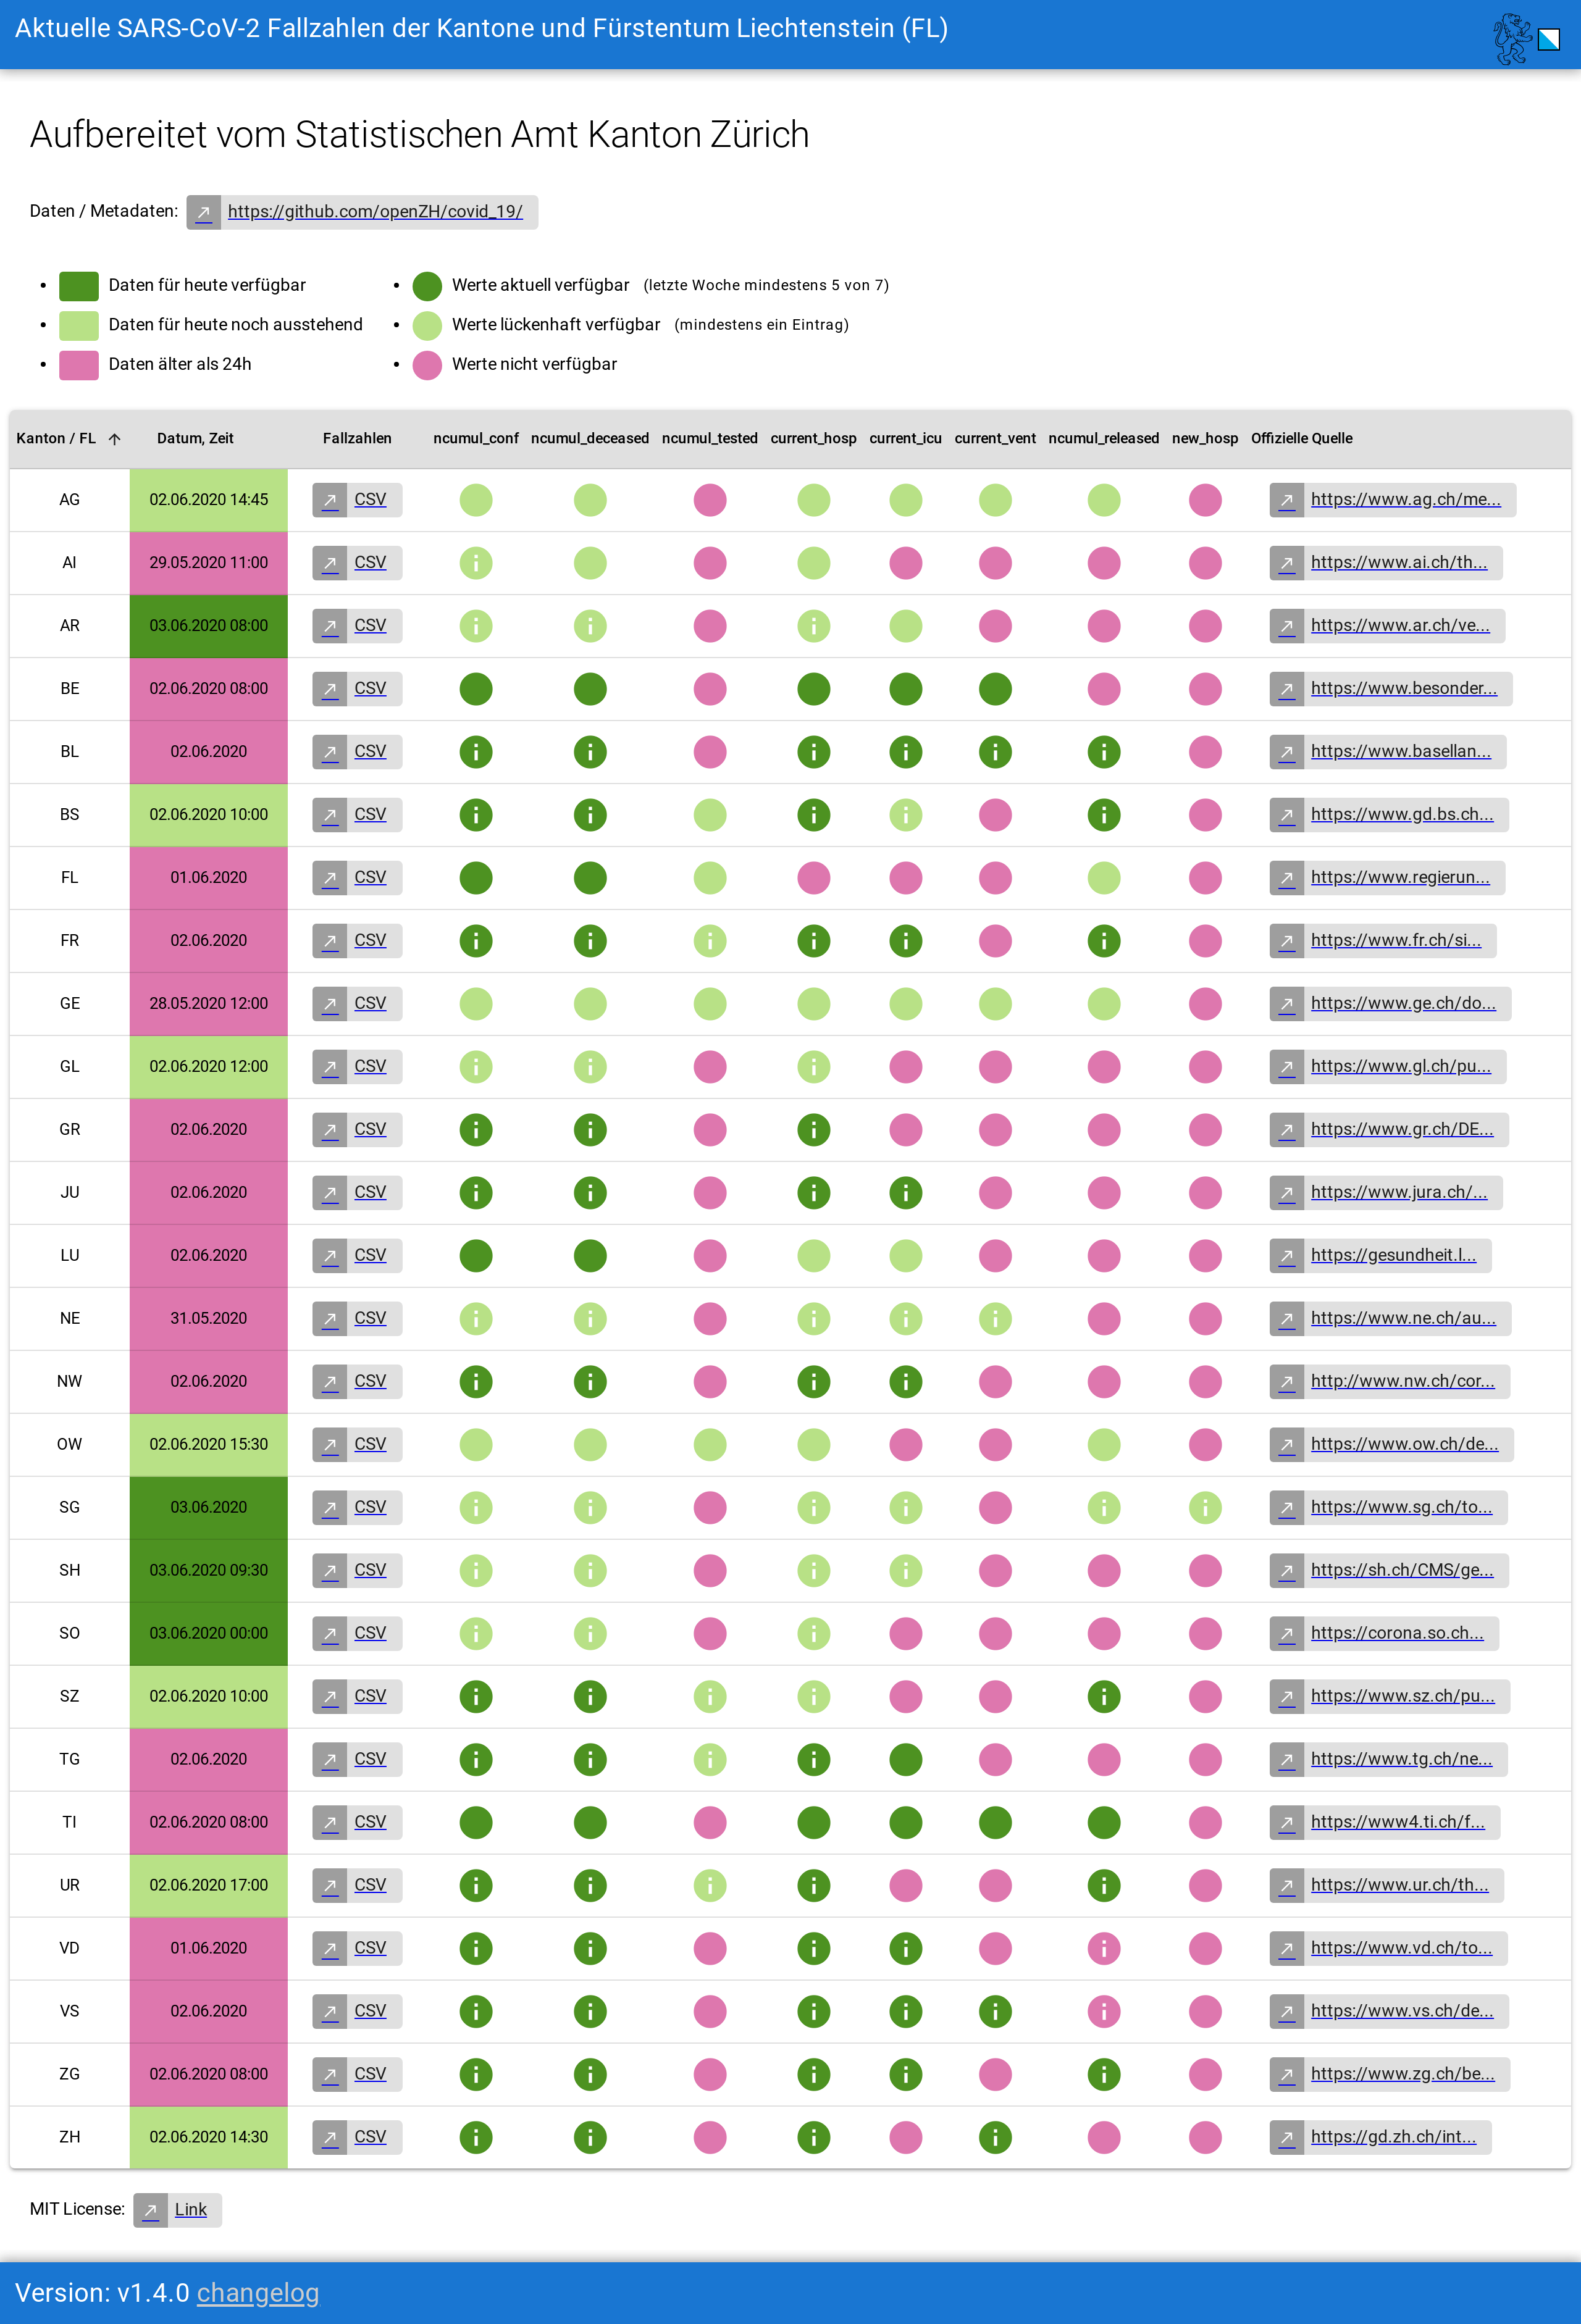 Aktuelle SARS-CoV-2 Fallzahlen der Kantone und Fürstentum Liechtenstein (FL)
Aufbereitet vom Statistischen Amt Kanton Zürich
Daten / Metadaten: https://github.com/openZH/covid_19/
Daten für heute verfügbar
Daten für heute noch ausstehend
Daten älter als 24h
Werte aktuell verfügbar (letzte Woche mindestens 5 von 7)
Werte lückenhaft verfügbar (mindestens ein Eintrag)
Werte nicht verfügbar
Kanton / FL Datum, Zeit Fallzahlen ncumul_conf ncumul_deceased ncumul_tested current_hosp current_icu current_vent ncumul_released new_hosp Offizielle Quelle
AG 02.06.2020 14:45 CSV https://www.ag.ch/me...
AI 29.05.2020 11:00 CSV https://www.ai.ch/th...
AR 03.06.2020 08:00 CSV https://www.ar.ch/ve...
BE 02.06.2020 08:00 CSV https://www.besonder...
BL 02.06.2020 CSV https://www.basellan...
BS 02.06.2020 10:00 CSV https://www.gd.bs.ch...
FL 01.06.2020 CSV https://www.regierun...
FR 02.06.2020 CSV https://www.fr.ch/si...
GE 28.05.2020 12:00 CSV https://www.ge.ch/do...
GL 02.06.2020 12:00 CSV https://www.gl.ch/pu...
GR 02.06.2020 CSV https://www.gr.ch/DE...
JU 02.06.2020 CSV https://www.jura.ch/...
LU 02.06.2020 CSV https://gesundheit.l...
NE 31.05.2020 CSV https://www.ne.ch/au...
NW 02.06.2020 CSV http://www.nw.ch/cor...
OW 02.06.2020 15:30 CSV https://www.ow.ch/de...
SG 03.06.2020 CSV https://www.sg.ch/to...
SH 03.06.2020 09:30 CSV https://sh.ch/CMS/ge...
SO 03.06.2020 00:00 CSV https://corona.so.ch...
SZ 02.06.2020 10:00 CSV https://www.sz.ch/pu...
TG 02.06.2020 CSV https://www.tg.ch/ne...
TI 02.06.2020 08:00 CSV https://www4.ti.ch/f...
UR 02.06.2020 17:00 CSV https://www.ur.ch/th...
VD 01.06.2020 CSV https://www.vd.ch/to...
VS 02.06.2020 CSV https://www.vs.ch/de...
ZG 02.06.2020 08:00 CSV https://www.zg.ch/be...
ZH 02.06.2020 14:30 CSV https://gd.zh.ch/int...
MIT License: Link
Version: v1.4.0 changelog